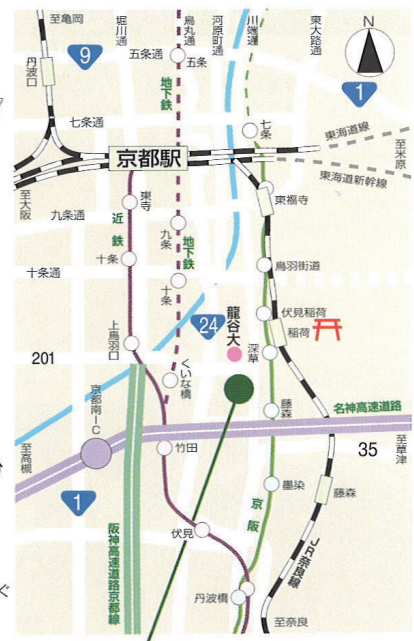 至亀岡
堀川通
烏丸通
河原町通
川端通
東大路通
N
9
五条通
五条
地下鉄
丹波口
1
七条通
七条
東海道線
至米原
京都駅
東海道新幹線
至大阪
東寺
東福寺
九条通
近鉄
九条
地下鉄
十条
鳥羽街道
十条通
十条
24
龍谷大
伏見稲荷
稲荷
上鳥羽口
深草
201
くいな橋
藤森
名神高速道路
京都南IC
至高槻
竹田
35
至草津
1
墨染
藤森
京阪
阪神高速道路京都線
伏見
JR奈良線
丹波橋
至奈良
ぐ